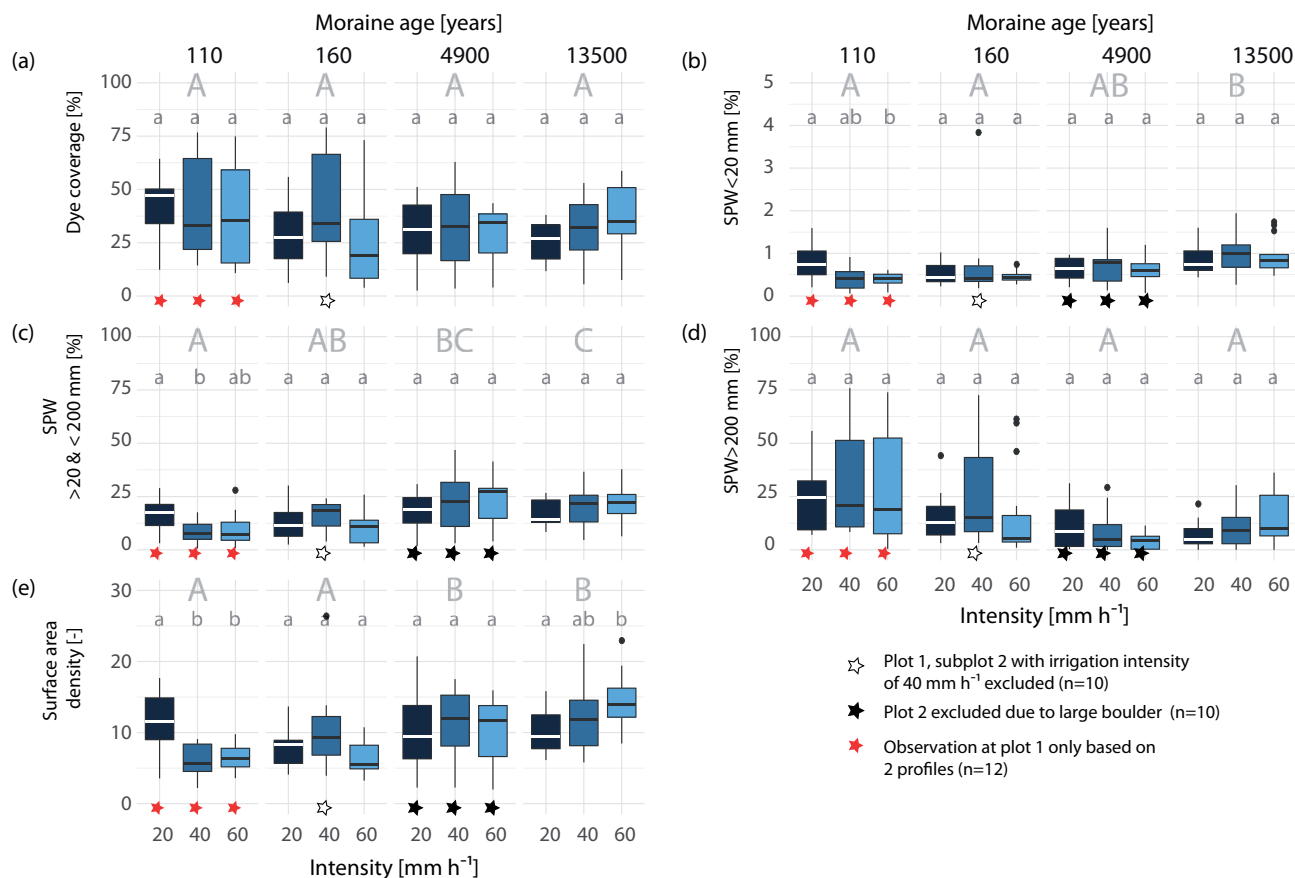 Moraine age [years]
110 160 4900 13500
(a)
Dye coverage [%]
100
75
50
25
0
A A A A
a a a a a a a a a a a a
Moraine age [years]
110 160 4900 13500
(b)
SPW<20 mm [%]
5
4
3
2
1
0
A A AB B
a ab b a a a a a a a a a
(c)
SPW
>20 & < 200 mm [%]
100
75
50
25
0
A AB BC C
a b ab a a a a a a a a a
(d)
SPW>200 mm [%]
100
75
50
25
0
A A A A
a a a a a a a a a a a a
20 40 60 20 40 60 20 40 60 20 40 60
Intensity [mm h⁻¹]
(e)
Surface area
density [-]
30
20
10
0
A A B B
a b b a a a a a a a ab b
20 40 60 20 40 60 20 40 60 20 40 60
Intensity [mm h⁻¹]
Plot 1, subplot 2 with irrigation intensity
of 40 mm h⁻¹ excluded (n=10)
Plot 2 excluded due to large boulder (n=10)
Observation at plot 1 only based on
2 profiles (n=12)